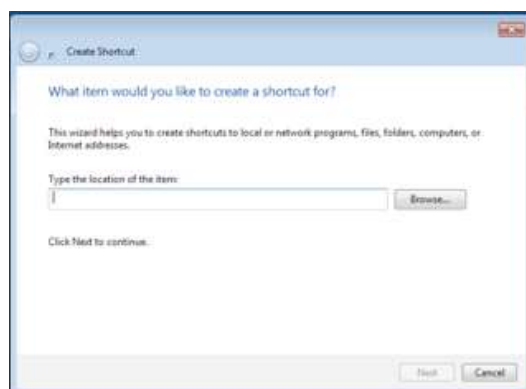 Create Shortcut
What item would you like to create a shortcut for?
This wizard helps you to create shortcuts to local or network programs, files, folders, computers, or
Internet addresses.
Type the location of the item:
Browse...
Click Next to continue.
Next
Cancel